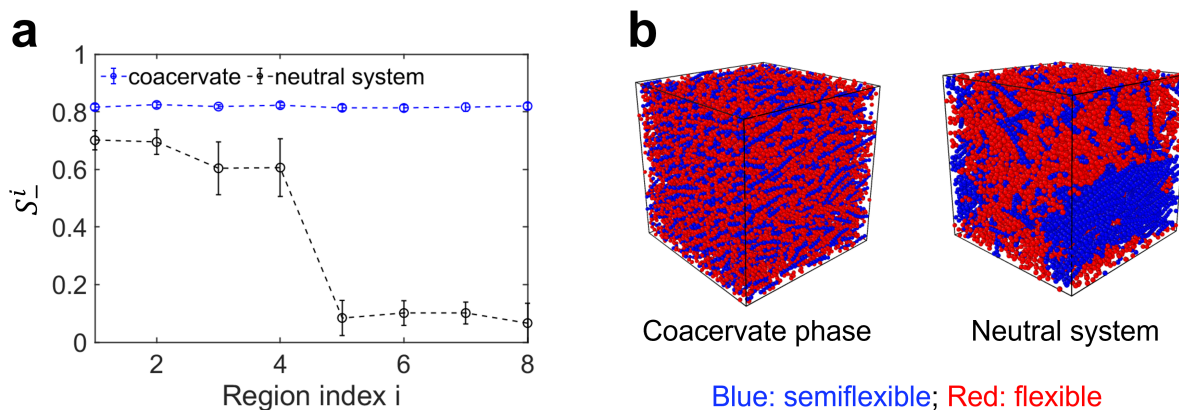 a
b
1
0.8
0.6
0.4
0.2
0
S_^i
coacervate
neutral system
2
4
6
8
Region index i
Coacervate phase
Neutral system
Blue: semiflexible; Red: flexible